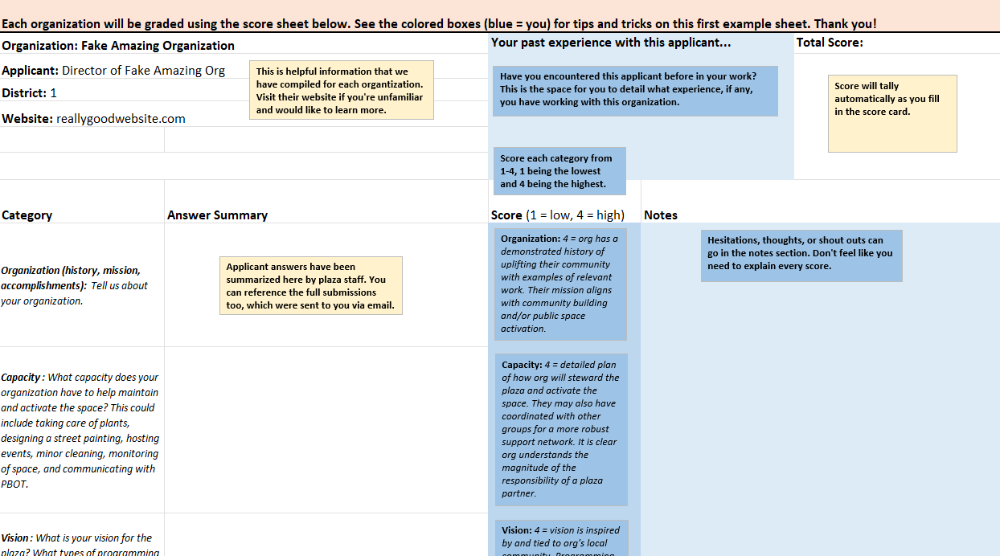 Each organization will be graded using the score sheet below. See the colored boxes (blue = you) for tips and tricks on this first example sheet. Thank you!
Organization: Fake Amazing Organization
Your past experience with this applicant...
Total Score:
Applicant: Director of Fake Amazing Org
District: 1
Website: reallygoodwebsite.com
This is helpful information that we
have compiled for each organtization.
Visit their website if you're unfamiliar
and would like to learn more.
Have you encountered this applicant before in your work?
This is the space for you to detail what experience, if any,
you have working with this organization.
Score will tally
automatically as you fill
in the score card.
Score each category from
1-4, 1 being the lowest
and 4 being the highest.
Category
Answer Summary
Score (1 = low, 4 = high)
Notes
Organization (history, mission,
accomplishments): Tell us about
your organization.
Applicant answers have been
summarized here by plaza staff. You
can reference the full submissions
too, which were sent to you via email.
Organization: 4 = org has a
demonstrated history of
uplifting their community
with examples of relevant
work. Their mission aligns
with community building
and/or public space
activation.
Hesitations, thoughts, or shout outs can
go in the notes section. Don't feel like you
need to explain every score.
Capacity: What capacity does your
organization have to help maintain
and activate the space? This could
include taking care of plants,
designing a street painting, hosting
events, minor cleaning, monitoring
of space, and communicating with
PBOT.
Capacity: 4 = detailed plan
of how org will steward the
plaza and activate the
space. They may also have
coordinated with other
groups for a more robust
support network. It is clear
org understands the
magnitude of the
responsibility of a plaza
partner.
Vision: What is your vision for the
plaza? What types of programming
Vision: 4 = vision is inspired
by and tied to org's local
community. Programming